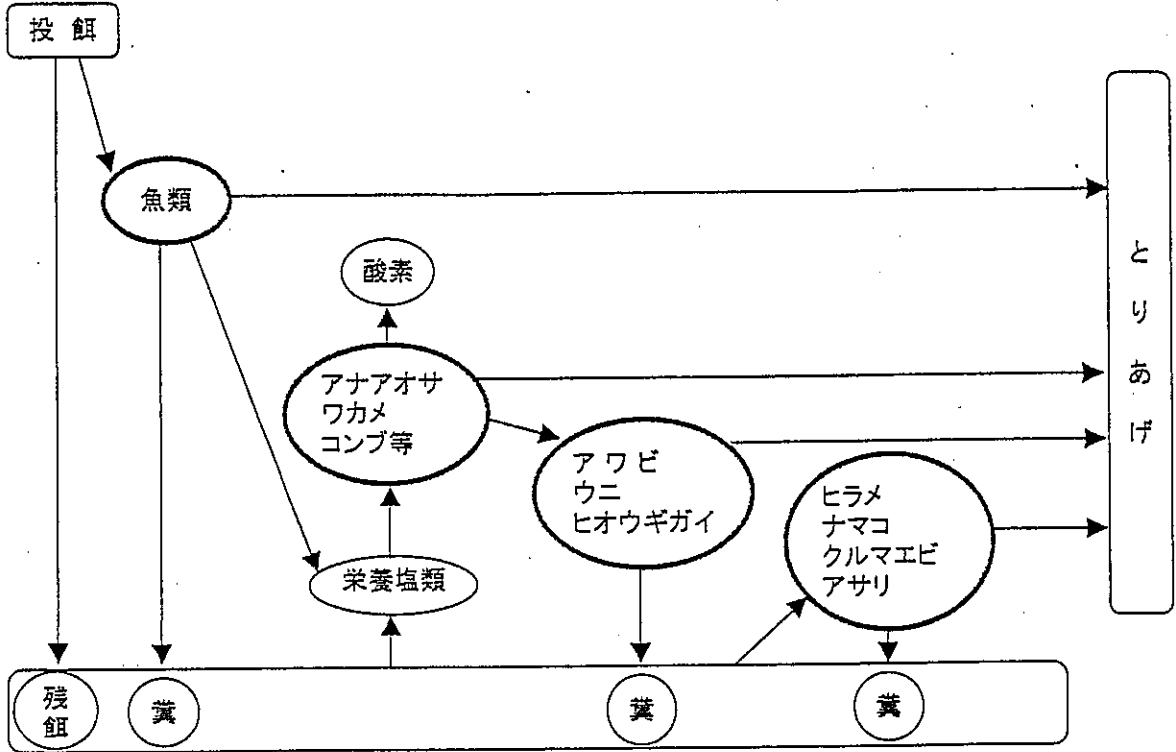 投餌
魚類
酸素
とりあげ
アナアオサ
ワカメ
コンブ等
アワビ
ウニ
ヒオウギガイ
ヒラメ
ナマコ
クルマエビ
アサリ
栄養塩類
残餌
糞
糞
糞